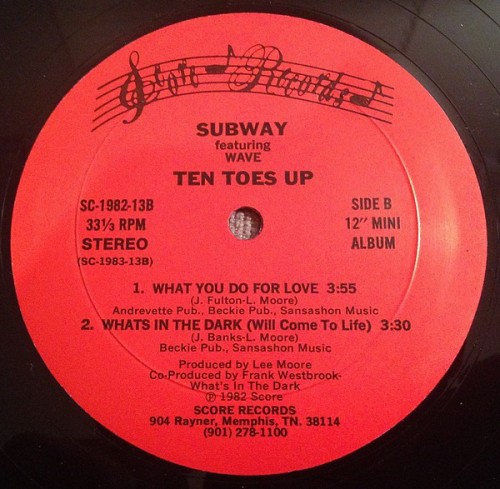 Score Records
SUBWAY
featuring
WAVE
TEN TOES UP
SC-1982-13B
33⅓ RPM
STEREO
(SC-1983-13B)
SIDE B
12" MINI
ALBUM
1. WHAT YOU DO FOR LOVE 3:55
(J. Fulton-L. Moore)
Andrevette Pub., Beckie Pub., Sansashon Music
2. WHATS IN THE DARK (Will Come To Life) 3:30
(J. Banks-L. Moore)
Beckie Pub., Sansashon Music
Produced by Lee Moore
Co-Produced by Frank Westbrook-
What's In The Dark
℗ 1982 Score
SCORE RECORDS
904 Rayner, Memphis, TN. 38114
(901) 278-1100